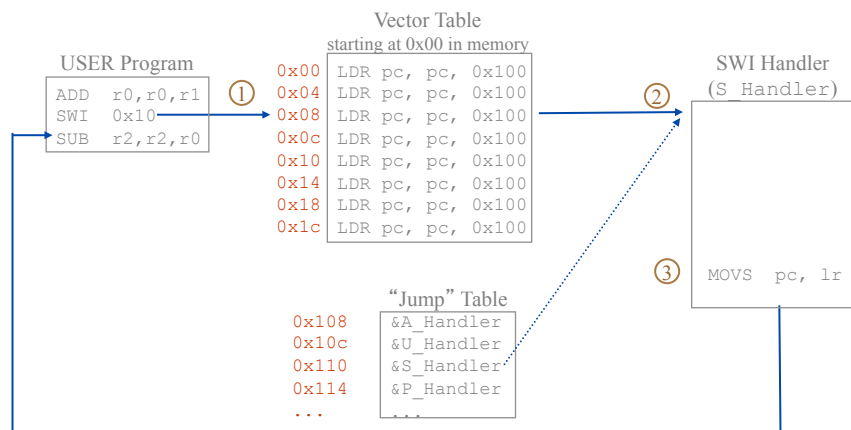 Vector Table
starting at 0x00 in memory
USER Program
ADD r0,r0,r1
SWI 0x10
SUB r2,r2,r0
1
0x00 LDR pc, pc, 0x100
0x04 LDR pc, pc, 0x100
0x08 LDR pc, pc, 0x100
0x0c LDR pc, pc, 0x100
0x10 LDR pc, pc, 0x100
0x14 LDR pc, pc, 0x100
0x18 LDR pc, pc, 0x100
0x1c LDR pc, pc, 0x100
2
SWI Handler
(S_Handler)
3
MOVS pc, lr
“Jump” Table
0x108 &A_Handler
0x10c &U_Handler
0x110 &S_Handler
0x114 &P_Handler
... ...